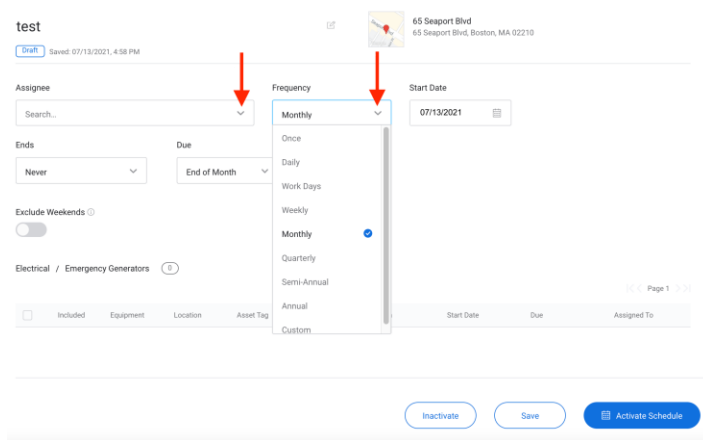 test
65 Seaport Blvd
65 Seaport Blvd, Boston, MA 02210
Draft Saved: 07/13/2021, 4:58 PM
Assignee Frequency Start Date
Search... Monthly 07/13/2021
Once
Ends Due
Daily
Never End of Month
Work Days
Weekly
Exclude Weekends
Monthly
Quarterly
Electrical / Emergency Generators 0
Semi-Annual
Page 1
Annual
Included Equipment Location Asset Tag Start Date Due Assigned To
Custom
Inactivate Save Activate Schedule